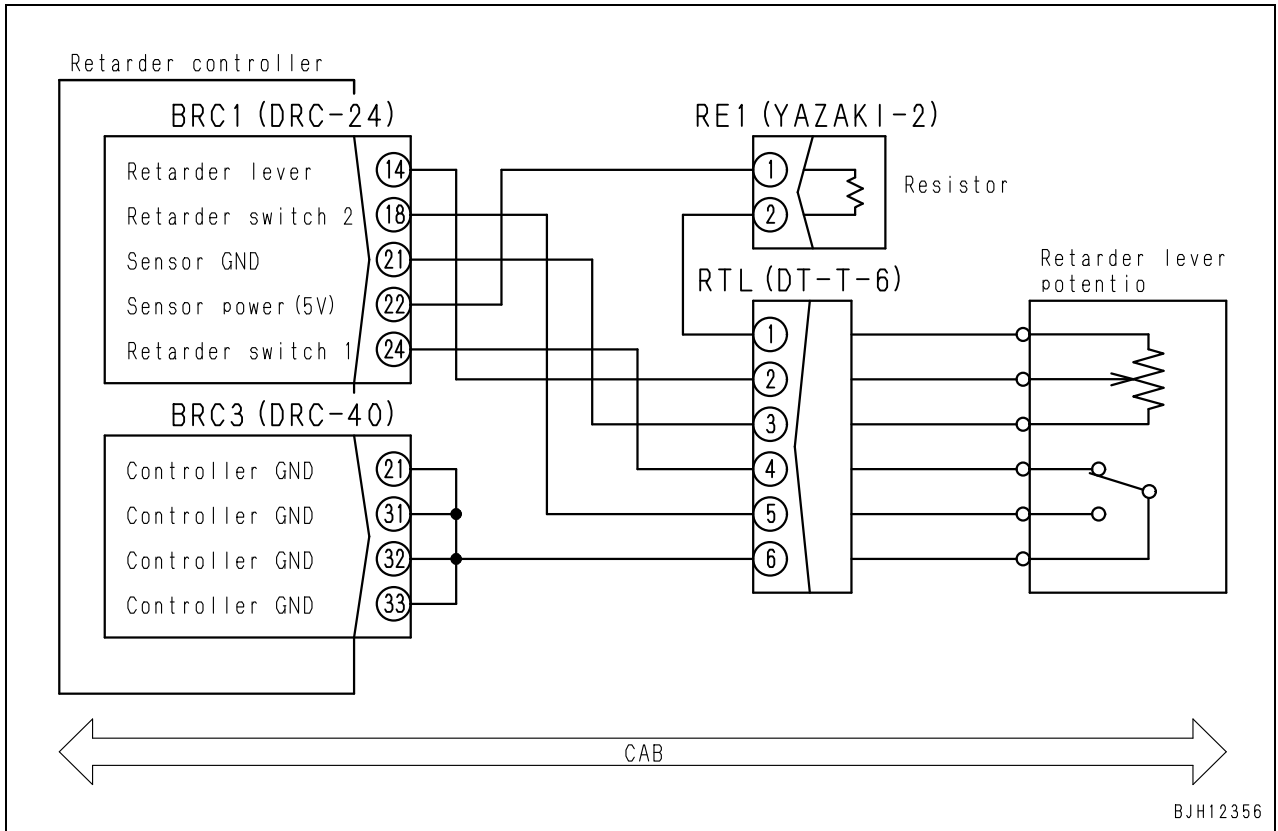 Retarder controller
BRC1 (DRC-24)
Retarder lever
14
Retarder switch 2
18
Sensor GND
21
Sensor power (5V)
22
Retarder switch 1
24
BRC3 (DRC-40)
Controller GND
21
Controller GND
31
Controller GND
32
Controller GND
33
RE1 (YAZAKI-2)
1
2
Resistor
RTL (DT-T-6)
1
2
3
4
5
6
Retarder lever
potentio
CAB
BJH12356